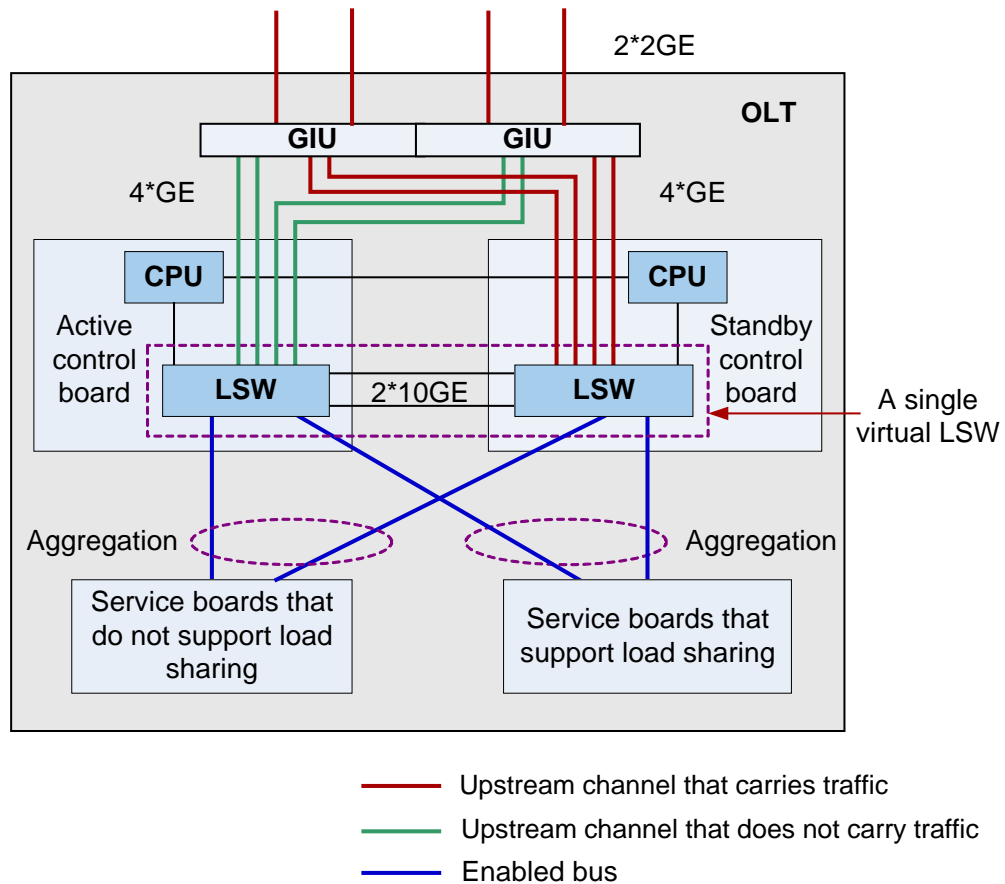 2*2GE
OLT
GIU
GIU
4*GE
4*GE
CPU
CPU
Active
control
board
Standby
control
board
LSW
2*10GE
LSW
A single
virtual LSW
Aggregation
Aggregation
Service boards that
do not support load
sharing
Service boards that
support load sharing
Upstream channel that carries traffic
Upstream channel that does not carry traffic
Enabled bus